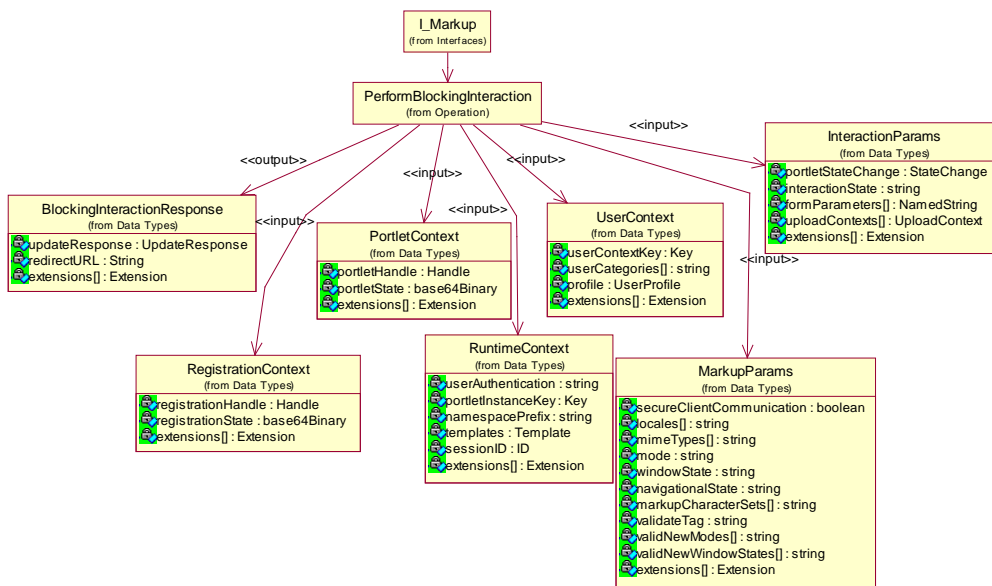 I_Markup
(from Interfaces)
PerformBlockingInteraction
(from Operation)
<<output>>
<<input>>
<<input>>
<<input>>
<<input>>
<<input>>
<<input>>
InteractionParams
(from Data Types)
portletStateChange : StateChange
interactionState : string
formParameters[] : NamedString
uploadContexts[] : UploadContext
extensions[] : Extension
BlockingInteractionResponse
(from Data Types)
updateResponse : UpdateResponse
redirectURL : String
extensions[] : Extension
PortletContext
(from Data Types)
portletHandle : Handle
portletState : base64Binary
extensions[] : Extension
UserContext
(from Data Types)
userContextKey : Key
userCategories[] : string
profile : UserProfile
extensions[] : Extension
RegistrationContext
(from Data Types)
registrationHandle : Handle
registrationState : base64Binary
extensions[] : Extension
RuntimeContext
(from Data Types)
userAuthentication : string
portletInstanceKey : Key
namespacePrefix : string
templates : Template
sessionID : ID
extensions[] : Extension
MarkupParams
(from Data Types)
secureClientCommunication : boolean
locales[] : string
mimeTypes[] : string
mode : string
windowState : string
navigationalState : string
markupCharacterSets[] : string
validateTag : string
validNewModes[] : string
validNewWindowStates[] : string
extensions[] : Extension